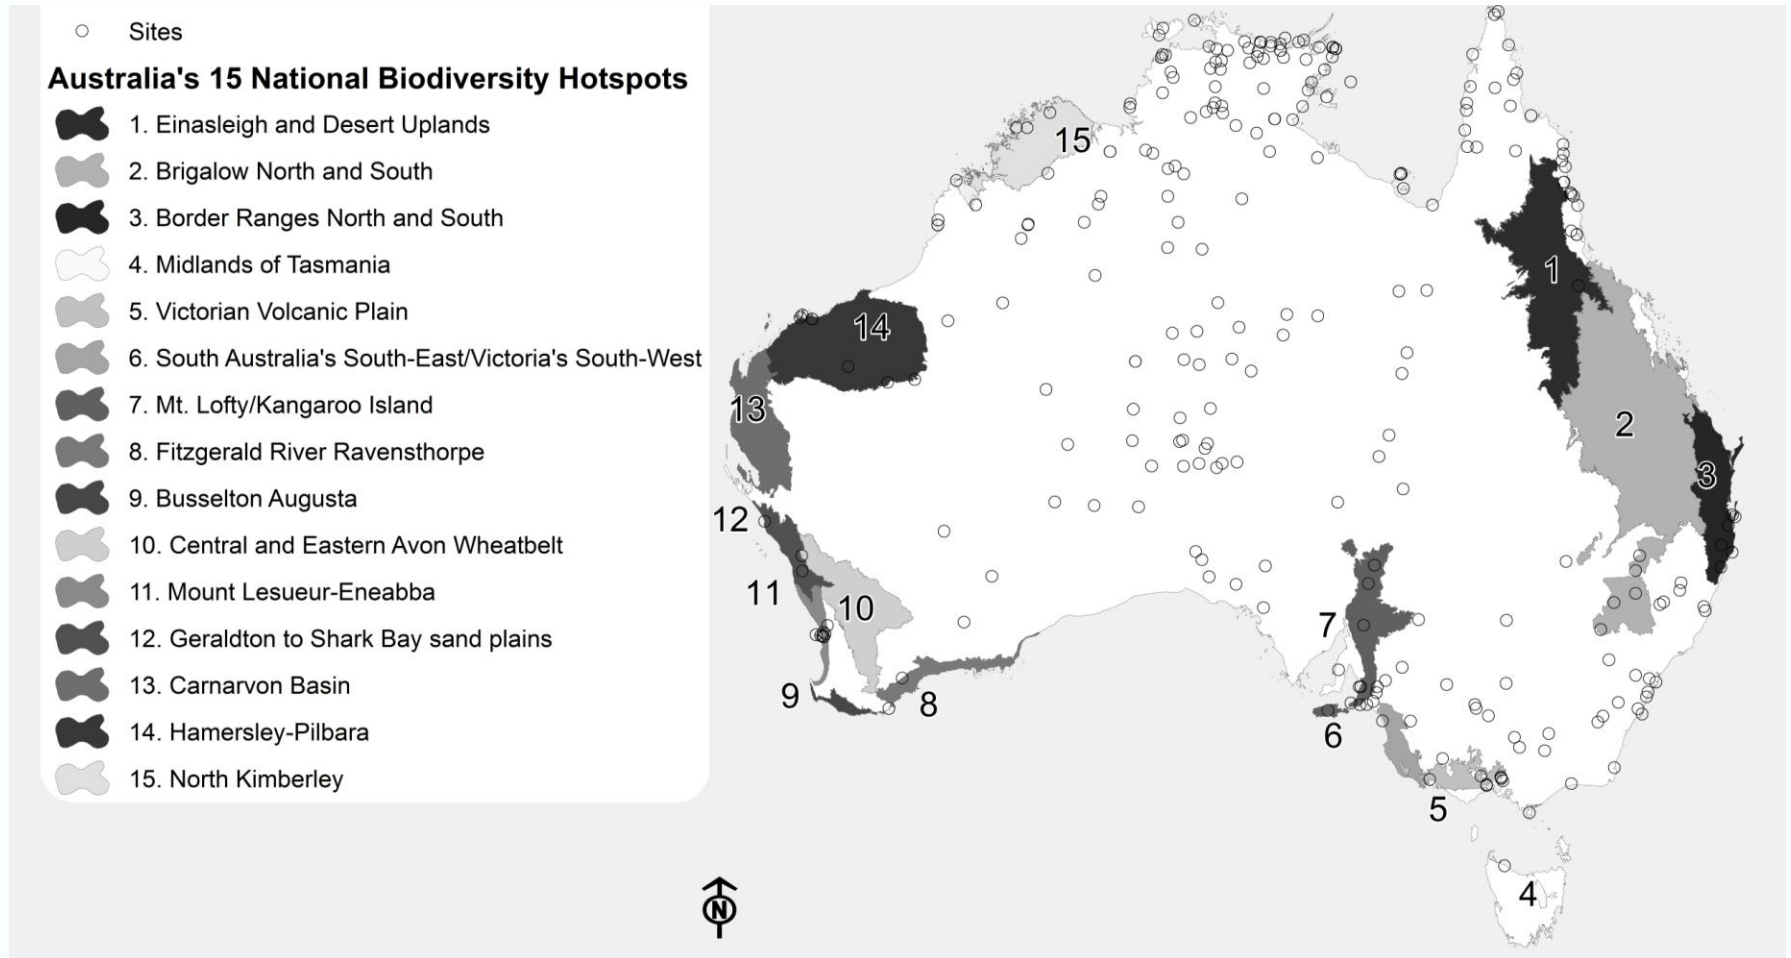 Sites
Australia's 15 National Biodiversity Hotspots
1. Einasleigh and Desert Uplands
2. Brigalow North and South
3. Border Ranges North and South
4. Midlands of Tasmania
5. Victorian Volcanic Plain
6. South Australia's South-East/Victoria's South-West
7. Mt. Lofty/Kangaroo Island
8. Fitzgerald River Ravensthorpe
9. Busselton Augusta
10. Central and Eastern Avon Wheatbelt
11. Mount Lesueur-Eneabba
12. Geraldton to Shark Bay sand plains
13. Carnarvon Basin
14. Hamersley-Pilbara
15. North Kimberley
15
1
14
13
2
3
12
11
10
7
9
8
6
5
4
N